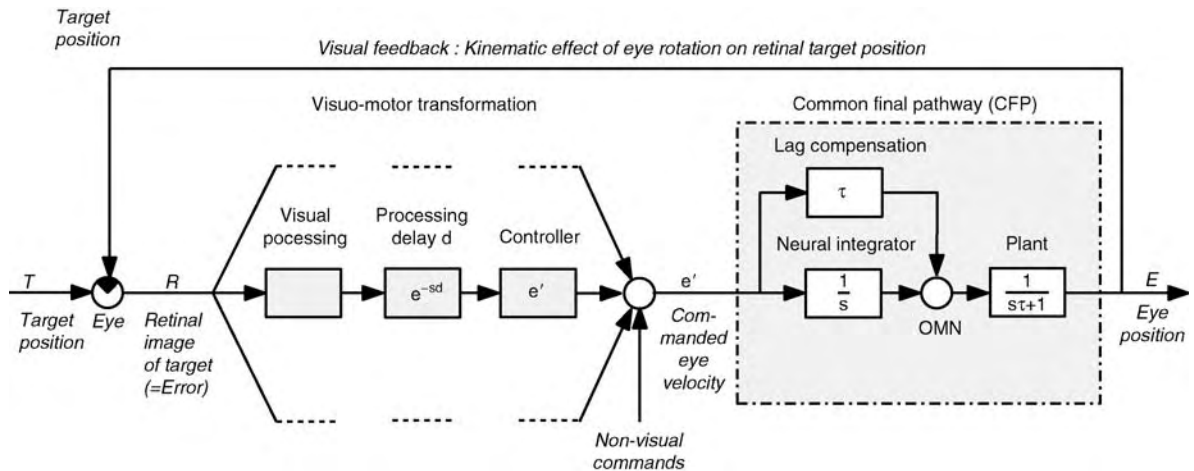 Target
position
Visual feedback : Kinematic effect of eye rotation on retinal target position
Visuo-motor transformation
Common final pathway (CFP)
Lag compensation
τ
Visual
pocessing
Processing
delay d
Controller
Neural integrator
Plant
T
R
e^{-sd}
e′
e′
1/s
1/(sτ+1)
E
Target
position
Eye
Retinal
image
of target
(=Error)
Com-
manded
eye
velocity
OMN
Eye
position
Non-visual
commands